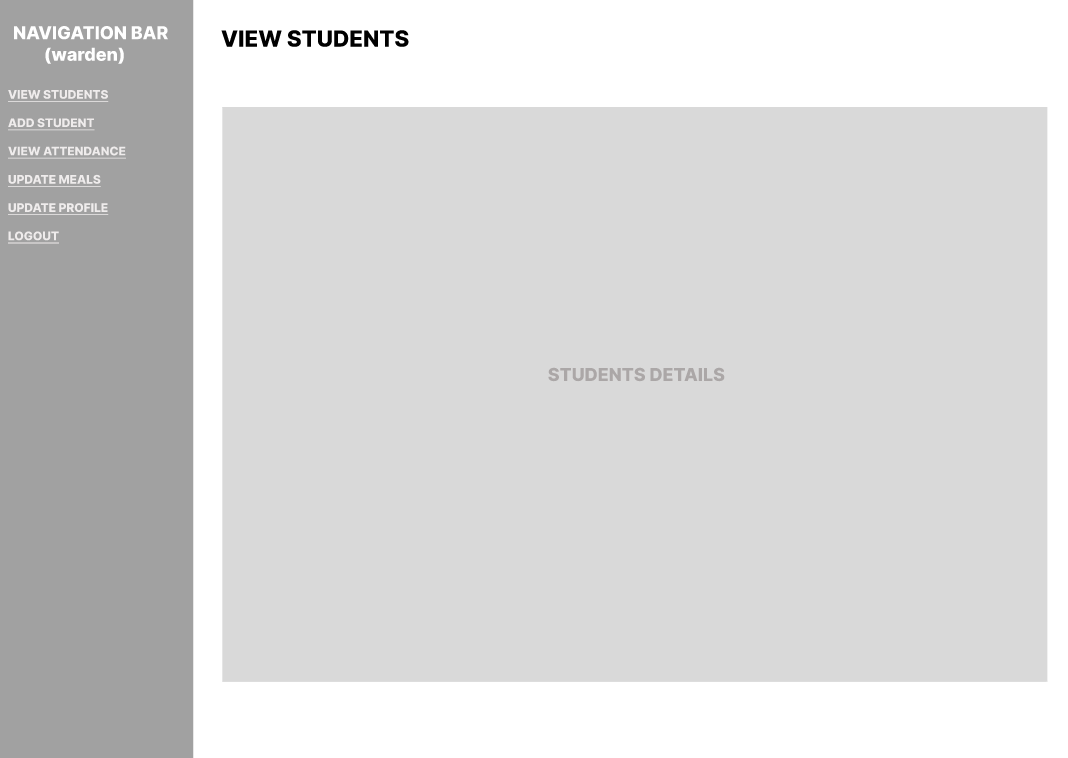 NAVIGATION BAR
(warden)
VIEW STUDENTS
ADD STUDENT
VIEW ATTENDANCE
UPDATE MEALS
UPDATE PROFILE
LOGOUT
VIEW STUDENTS
STUDENTS DETAILS